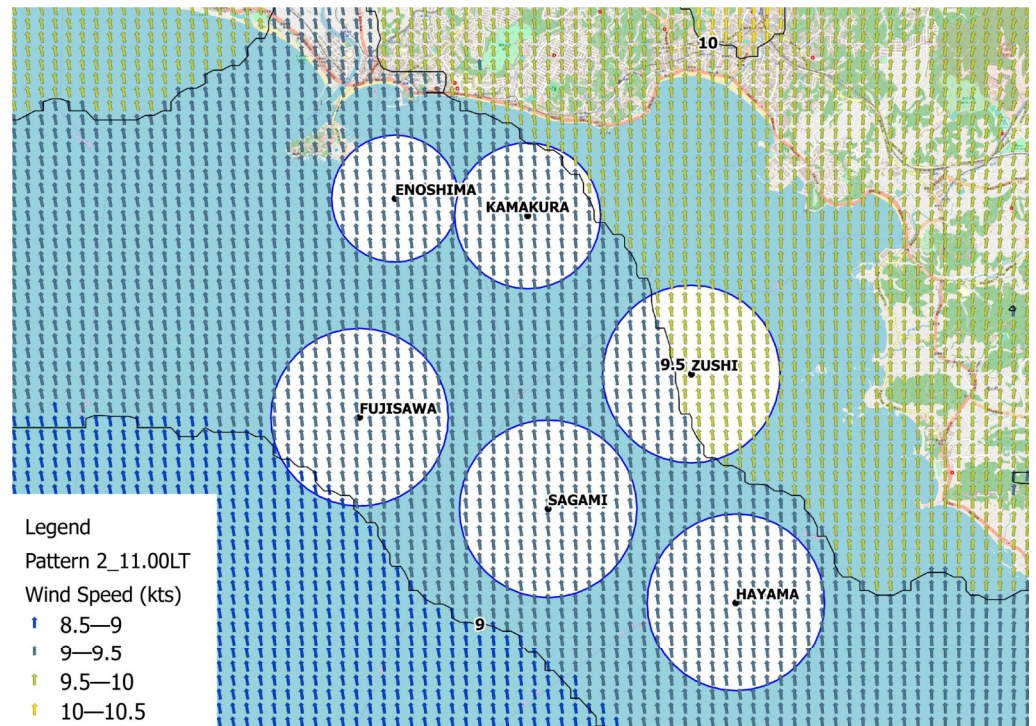 10
ENOSHIMA
KAMAKURA
9.5 ZUSHI
FUJISAWA
SAGAMI
HAYAMA
9
Legend
Pattern 2_11.00LT
Wind Speed (kts)
8.5—9
9—9.5
9.5—10
10—10.5